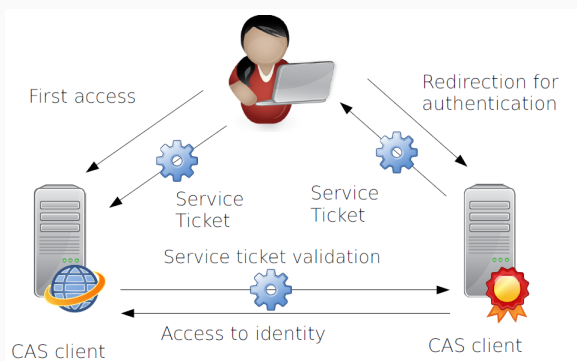 First access
Redirection for
authentication
Service
Ticket
Service
Ticket
Service ticket validation
Access to identity
CAS client
CAS client